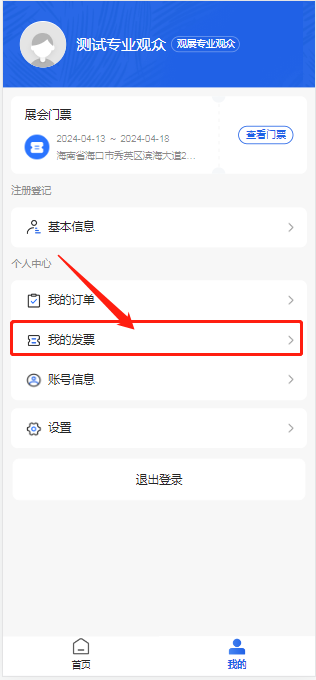 测试专业观众 观展专业观众
展会门票
2024-04-13 ~ 2024-04-18
海南省海口市秀英区滨海大道2...
查看门票
注册登记
基本信息
个人中心
我的订单
我的发票
账号信息
设置
退出登录
首页
我的